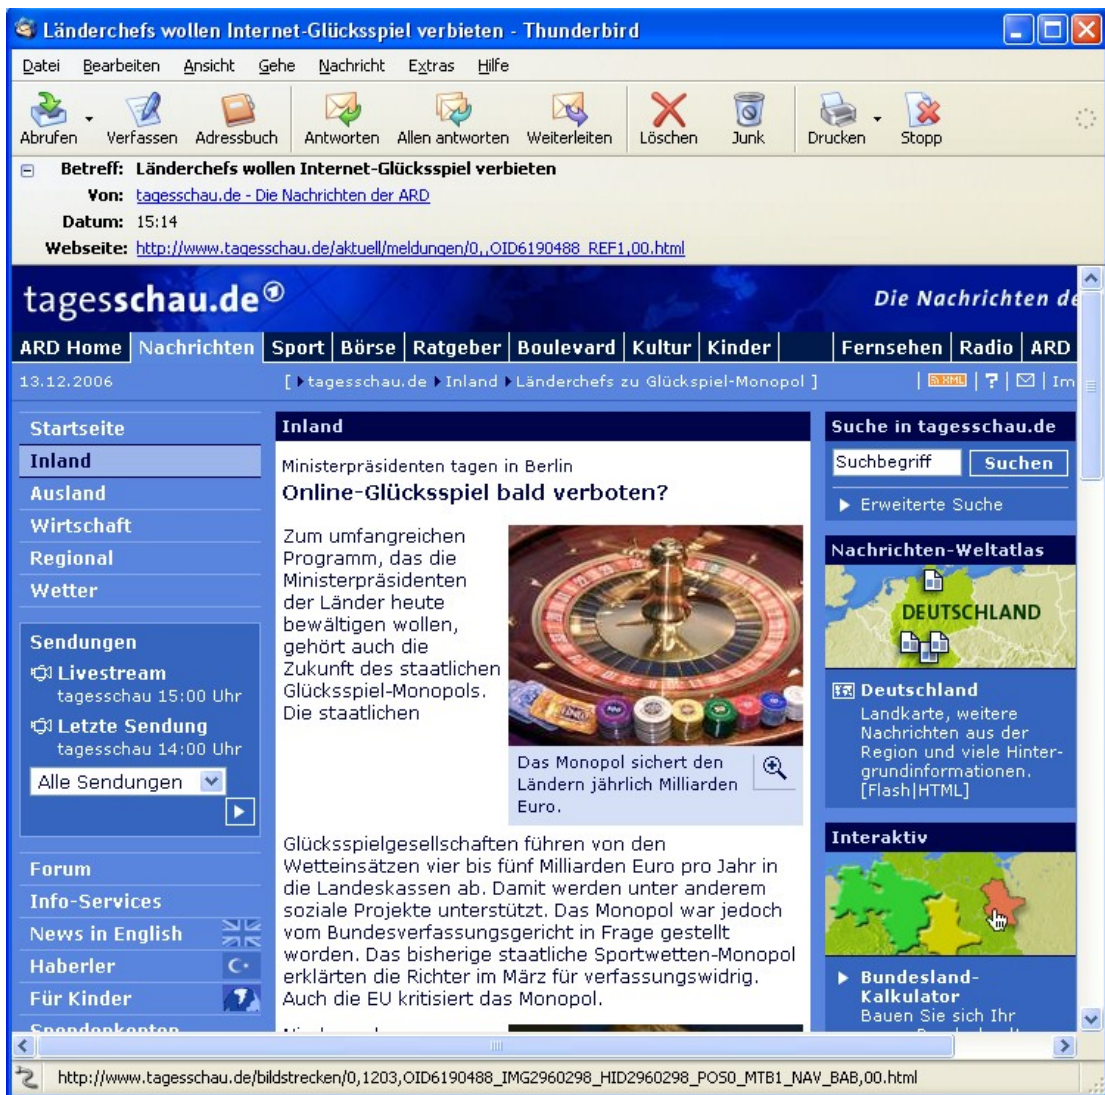 Länderchefs wollen Internet-Glücksspiel verbieten - Thunderbird
Datei Bearbeiten Ansicht Gehe Nachricht Extras Hilfe
Abrufen Verfassen Adressbuch Antworten Allen antworten Weiterleiten Löschen Junk Drucken Stopp
Betreff: Länderchefs wollen Internet-Glücksspiel verbieten
Von: tagesschau.de - Die Nachrichten der ARD
Datum: 15:14
Webseite: http://www.tagesschau.de/aktuell/meldungen/0,,OID6190488_REF1,00.html
tagesschau.de
Die Nachrichten de
ARD Home Nachrichten Sport Börse Ratgeber Boulevard Kultur Kinder Fernsehen Radio ARD
13.12.2006 [ tagesschau.de Inland Länderchefs zu Glückspiel-Monopol ] | XML | ? | | Im
Startseite
Inland
Ausland
Wirtschaft
Regional
Wetter
Sendungen
Livestream
tagesschau 15:00 Uhr
Letzte Sendung
tagesschau 14:00 Uhr
Alle Sendungen
Forum
Info-Services
News in English
Haberler
Für Kinder
Spendenkonten
Inland
Ministerpräsidenten tagen in Berlin
Online-Glücksspiel bald verboten?
Zum umfangreichen
Programm, das die
Ministerpräsidenten
der Länder heute
bewältigen wollen,
gehört auch die
Zukunft des staatlichen
Glücksspiel-Monopols.
Die staatlichen
Das Monopol sichert den
Ländern jährlich Milliarden
Euro.
Glücksspielgesellschaften führen von den
Wetteinsätzen vier bis fünf Milliarden Euro pro Jahr in
die Landeskassen ab. Damit werden unter anderem
soziale Projekte unterstützt. Das Monopol war jedoch
vom Bundesverfassungsgericht in Frage gestellt
worden. Das bisherige staatliche Sportwetten-Monopol
erklärten die Richter im März für verfassungswidrig.
Auch die EU kritisiert das Monopol.
Suche in tagesschau.de
Suchbegriff Suchen
Erweiterte Suche
Nachrichten-Weltatlas
DEUTSCHLAND
Deutschland
Landkarte, weitere
Nachrichten aus der
Region und viele Hinter-
grundinformationen.
[Flash|HTML]
Interaktiv
Bundesland-
Kalkulator
Bauen Sie sich Ihr
http://www.tagesschau.de/bildstrecken/0,1203,OID6190488_IMG2960298_HID2960298_POS0_MTB1_NAV_BAB,00.html